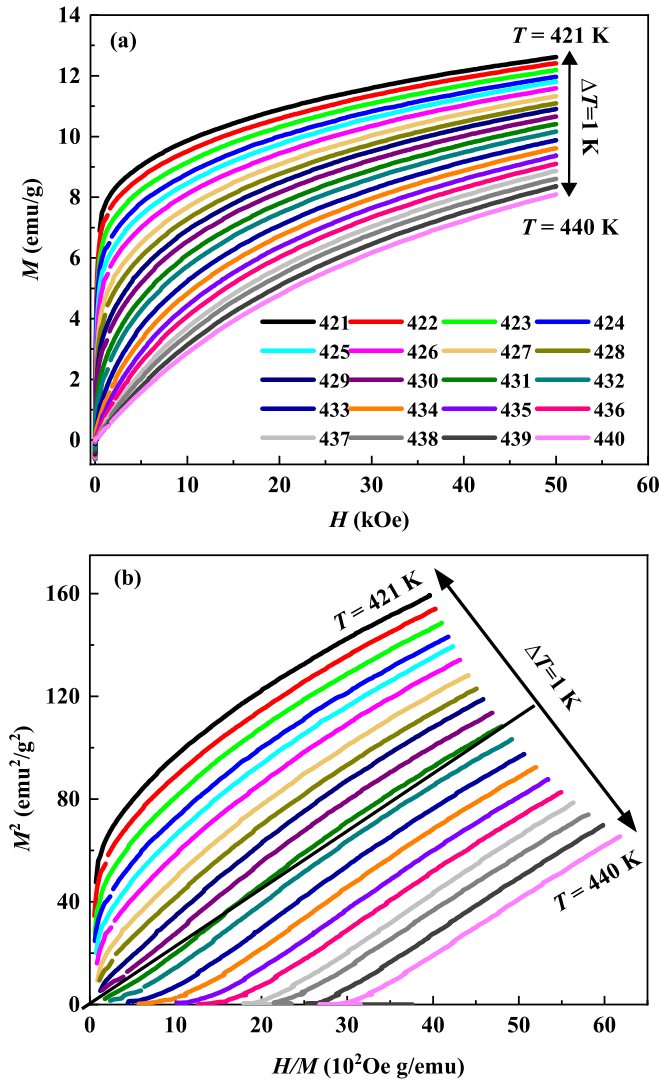 (a)
T = 421 K
ΔT=1 K
T = 440 K
14
12
10
8
6
4
2
0
M (emu/g)
421 422 423 424
425 426 427 428
429 430 431 432
433 434 435 436
437 438 439 440
0 10 20 30 40 50 60
H (kOe)
(b)
T = 421 K
ΔT=1 K
T = 440 K
160
120
80
40
0
M² (emu²/g²)
0 10 20 30 40 50 60
H/M (10²Oe g/emu)